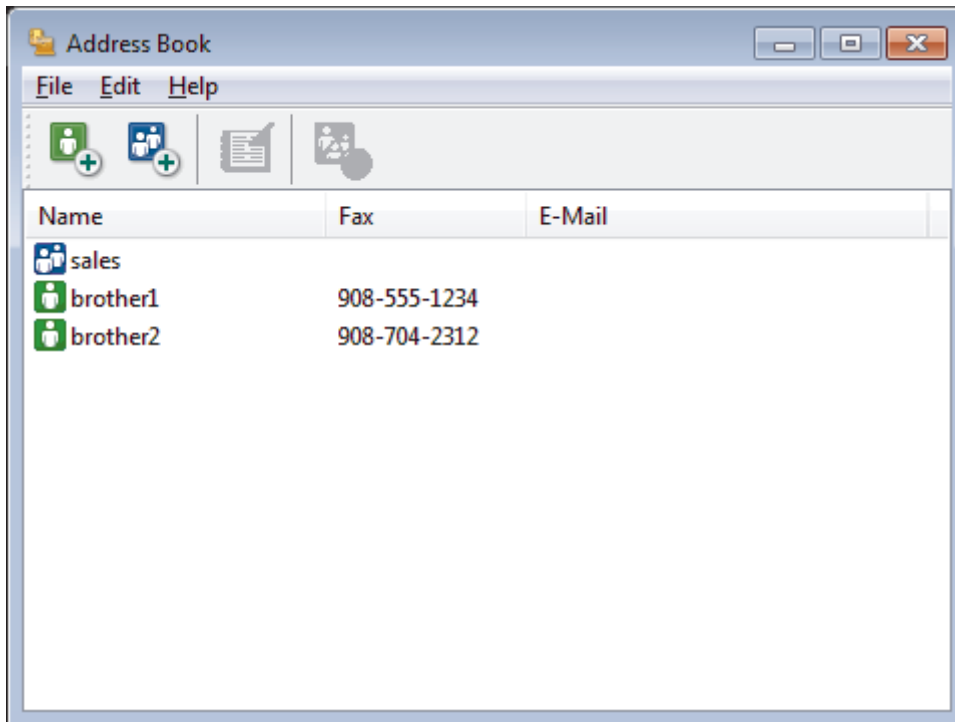 Address Book
File Edit Help
Name Fax E-Mail
sales
brother1 908-555-1234
brother2 908-704-2312